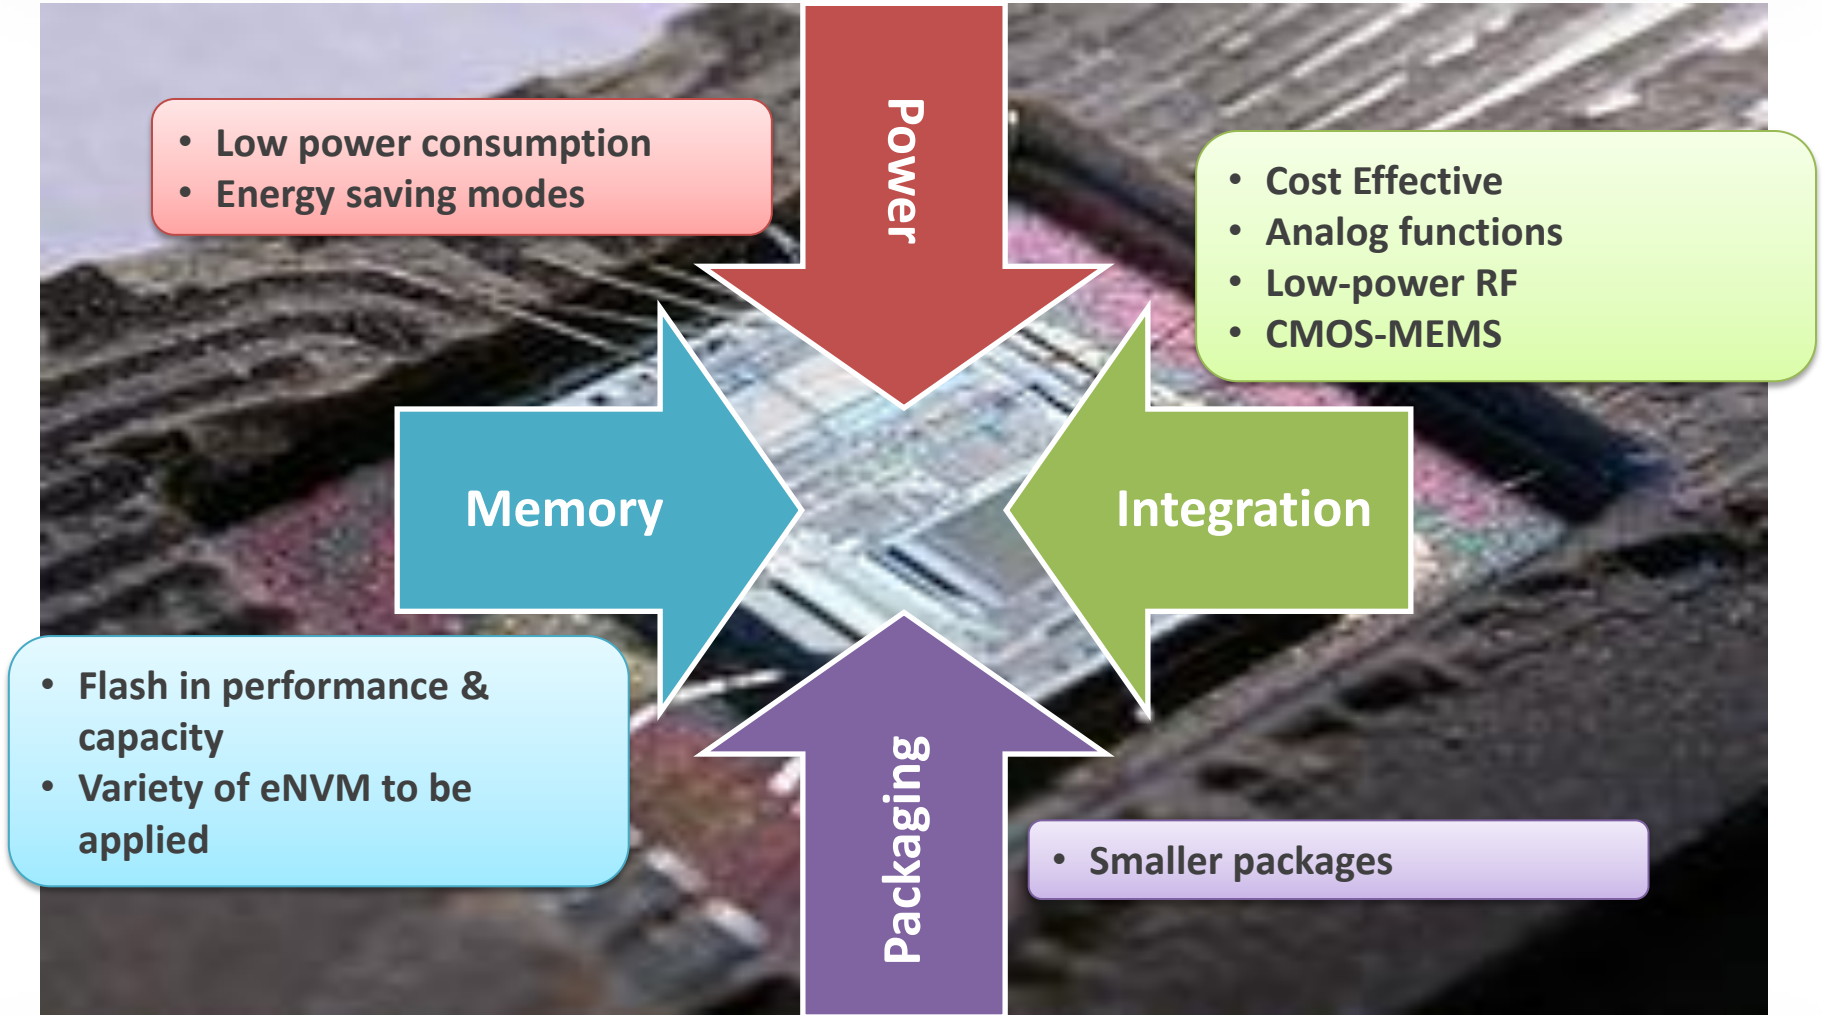 Power
• Low power consumption
• Energy saving modes
• Cost Effective
• Analog functions
• Low-power RF
• CMOS-MEMS
Memory
Integration
• Flash in performance &
capacity
• Variety of eNVM to be
applied
Packaging
• Smaller packages